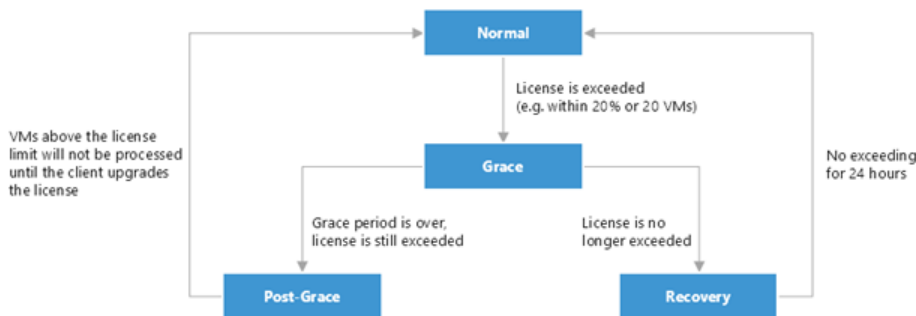 Normal
License is exceeded
(e.g. within 20% or 20 VMs)
VMs above the license
limit will not be processed
until the client upgrades
the license
Grace
No exceeding
for 24 hours
Grace period is over,
license is still exceeded
License is no
longer exceeded
Post-Grace
Recovery